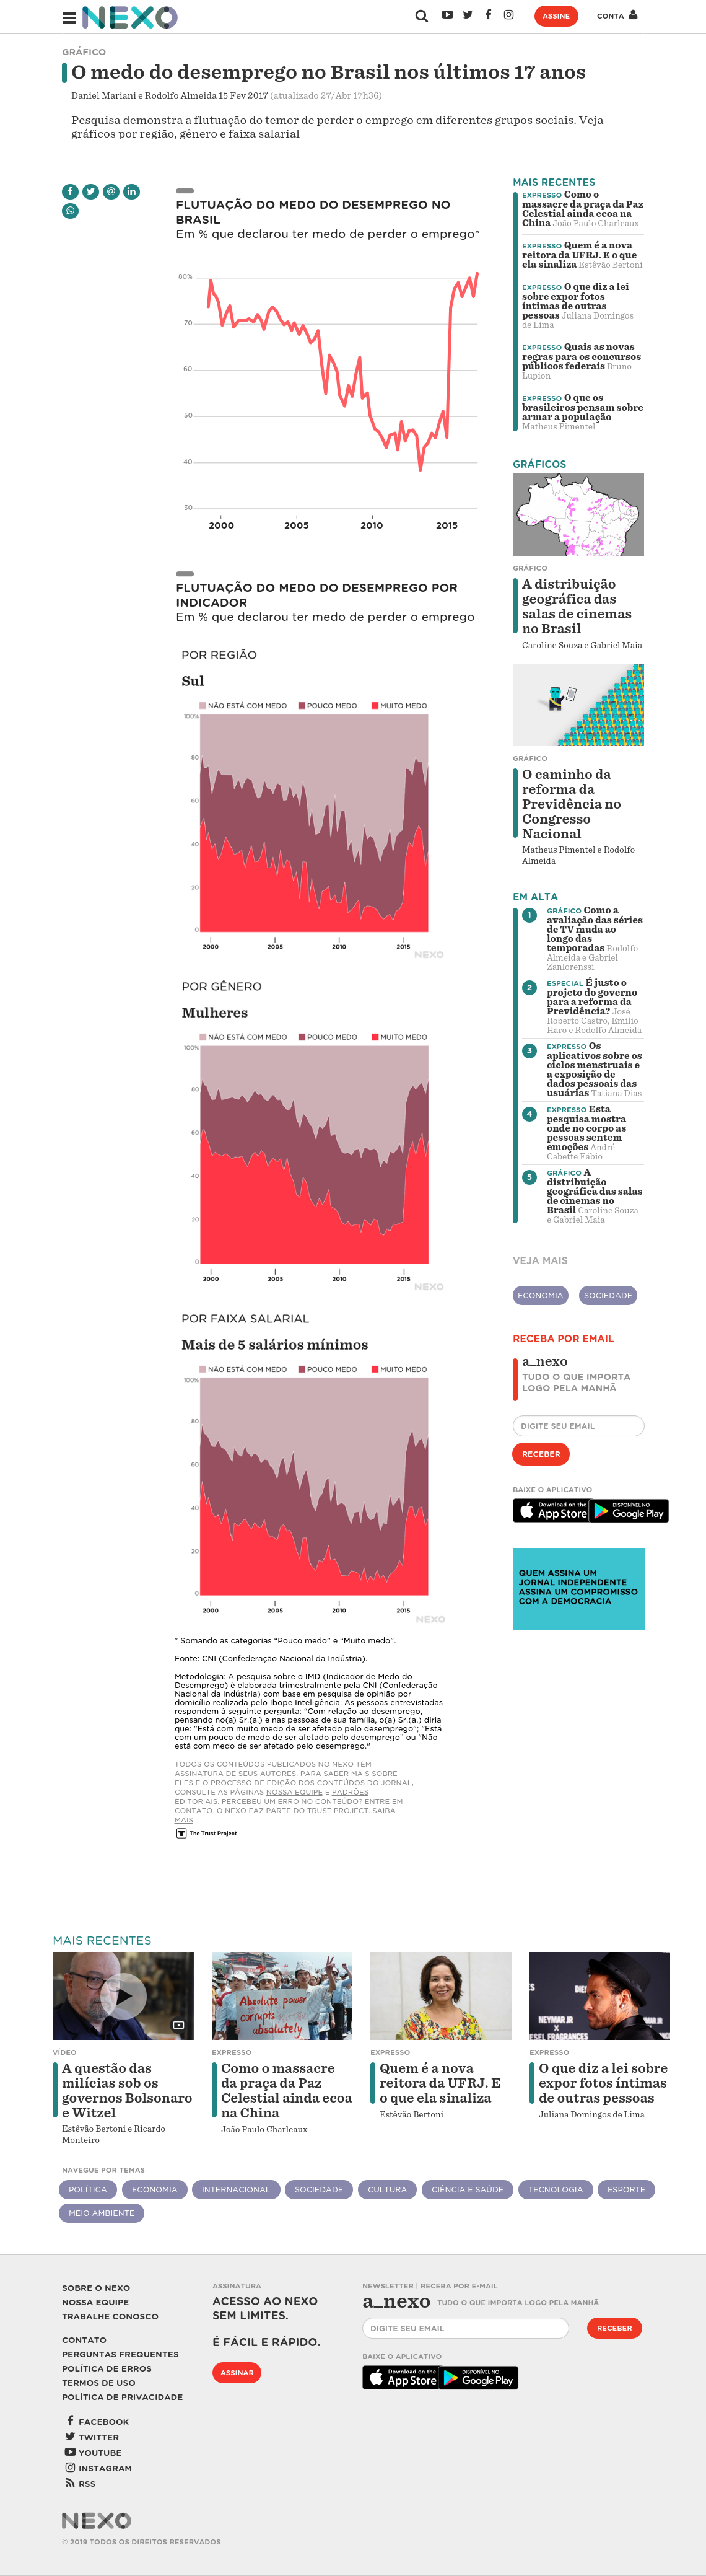 NEXO
ASSINE
CONTA
GRÁFICO
O medo do desemprego no Brasil nos últimos 17 anos
Daniel Mariani e Rodolfo Almeida 15 Fev 2017 (atualizado 27/Abr 17h36)
Pesquisa demonstra a flutuação do temor de perder o emprego em diferentes grupos sociais. Veja
gráficos por região, gênero e faixa salarial
FLUTUAÇÃO DO MEDO DO DESEMPREGO NO
BRASIL
Em % que declarou ter medo de perder o emprego*
80%
70
60
50
40
30
2000 2005 2010 2015
FLUTUAÇÃO DO MEDO DO DESEMPREGO POR
INDICADOR
Em % que declarou ter medo de perder o emprego
POR REGIÃO
Sul
NÃO ESTÁ COM MEDO POUCO MEDO MUITO MEDO
100%
80
60
40
20
0
2000 2005 2010 2015
NEXO
POR GÊNERO
Mulheres
NÃO ESTÁ COM MEDO POUCO MEDO MUITO MEDO
100%
80
60
40
20
0
2000 2005 2010 2015
NEXO
POR FAIXA SALARIAL
Mais de 5 salários mínimos
NÃO ESTÁ COM MEDO POUCO MEDO MUITO MEDO
100%
80
60
40
20
0
2000 2005 2010 2015
NEXO
* Somando as categorias "Pouco medo" e "Muito medo".
Fonte: CNI (Confederação Nacional da Indústria).
Metodologia: A pesquisa sobre o IMD (Indicador de Medo do
Desemprego) é elaborada trimestralmente pela CNI (Confederação
Nacional da Indústria) com base em pesquisa de opinião por
domicílio realizada pelo Ibope Inteligência. As pessoas entrevistadas
respondem à seguinte pergunta: "Com relação ao desemprego,
pensando no(a) Sr.(a.) e nas pessoas de sua família, o(a) Sr.(a.) diria
que: "Está com muito medo de ser afetado pelo desemprego"; "Está
com um pouco de medo de ser afetado pelo desemprego" ou "Não
está com medo de ser afetado pelo desemprego."
TODOS OS CONTEÚDOS PUBLICADOS NO NEXO TÊM
ASSINATURA DE SEUS AUTORES. PARA SABER MAIS SOBRE
ELES E O PROCESSO DE EDIÇÃO DOS CONTEÚDOS DO JORNAL,
CONSULTE AS PÁGINAS NOSSA EQUIPE E PADRÕES
EDITORIAIS. PERCEBEU UM ERRO NO CONTEÚDO? ENTRE EM
CONTATO. O NEXO FAZ PARTE DO TRUST PROJECT. SAIBA
MAIS.
T The Trust Project
MAIS RECENTES
EXPRESSO Como o
massacre da praça da Paz
Celestial ainda ecoa na
China João Paulo Charleaux
EXPRESSO Quem é a nova
reitora da UFRJ. E o que
ela sinaliza Estêvão Bertoni
EXPRESSO O que diz a lei
sobre expor fotos
íntimas de outras
pessoas Juliana Domingos
de Lima
EXPRESSO Quais as novas
regras para os concursos
públicos federais Bruno
Lupion
EXPRESSO O que os
brasileiros pensam sobre
armar a população
Matheus Pimentel
GRÁFICOS
GRÁFICO
A distribuição
geográfica das
salas de cinemas
no Brasil
Caroline Souza e Gabriel Maia
GRÁFICO
O caminho da
reforma da
Previdência no
Congresso
Nacional
Matheus Pimentel e Rodolfo
Almeida
EM ALTA
1 GRÁFICO Como a
avaliação das séries
de TV muda ao
longo das
temporadas Rodolfo
Almeida e Gabriel
Zanlorenssi
2 ESPECIAL É justo o
projeto do governo
para a reforma da
Previdência? José
Roberto Castro, Emílio
Haro e Rodolfo Almeida
3 EXPRESSO Os
aplicativos sobre os
ciclos menstruais e
a exposição de
dados pessoais das
usuárias Tatiana Dias
4 EXPRESSO Esta
pesquisa mostra
onde no corpo as
pessoas sentem
emoções André
Cabette Fábio
5 GRÁFICO A
distribuição
geográfica das salas
de cinemas no
Brasil Caroline Souza
e Gabriel Maia
VEJA MAIS
ECONOMIA SOCIEDADE
RECEBA POR EMAIL
a_nexo
TUDO O QUE IMPORTA
LOGO PELA MANHÃ
DIGITE SEU EMAIL
RECEBER
BAIXE O APLICATIVO
Download on the
App Store
DISPONÍVEL NO
Google Play
QUEM ASSINA UM
JORNAL INDEPENDENTE
ASSINA UM COMPROMISSO
COM A DEMOCRACIA
MAIS RECENTES
Absolute power
corrupts
absolutely
NEYMAR JR
DIESEL FRAGRANCES
VÍDEO
A questão das
milícias sob os
governos Bolsonaro
e Witzel
Estêvão Bertoni e Ricardo
Monteiro
EXPRESSO
Como o massacre
da praça da Paz
Celestial ainda ecoa
na China
João Paulo Charleaux
EXPRESSO
Quem é a nova
reitora da UFRJ. E
o que ela sinaliza
Estêvão Bertoni
EXPRESSO
O que diz a lei sobre
expor fotos íntimas
de outras pessoas
Juliana Domingos de Lima
NAVEGUE POR TEMAS
POLÍTICA ECONOMIA INTERNACIONAL SOCIEDADE CULTURA CIÊNCIA E SAÚDE TECNOLOGIA ESPORTE
MEIO AMBIENTE
SOBRE O NEXO
NOSSA EQUIPE
TRABALHE CONOSCO
CONTATO
PERGUNTAS FREQUENTES
POLÍTICA DE ERROS
TERMOS DE USO
POLÍTICA DE PRIVACIDADE
FACEBOOK
TWITTER
YOUTUBE
INSTAGRAM
RSS
ASSINATURA
ACESSO AO NEXO
SEM LIMITES.
É FÁCIL E RÁPIDO.
ASSINAR
NEWSLETTER | RECEBA POR E-MAIL
a_nexo TUDO O QUE IMPORTA LOGO PELA MANHÃ
DIGITE SEU EMAIL
RECEBER
BAIXE O APLICATIVO
Download on the
App Store
DISPONÍVEL NO
Google Play
NEXO
© 2019 TODOS OS DIREITOS RESERVADOS